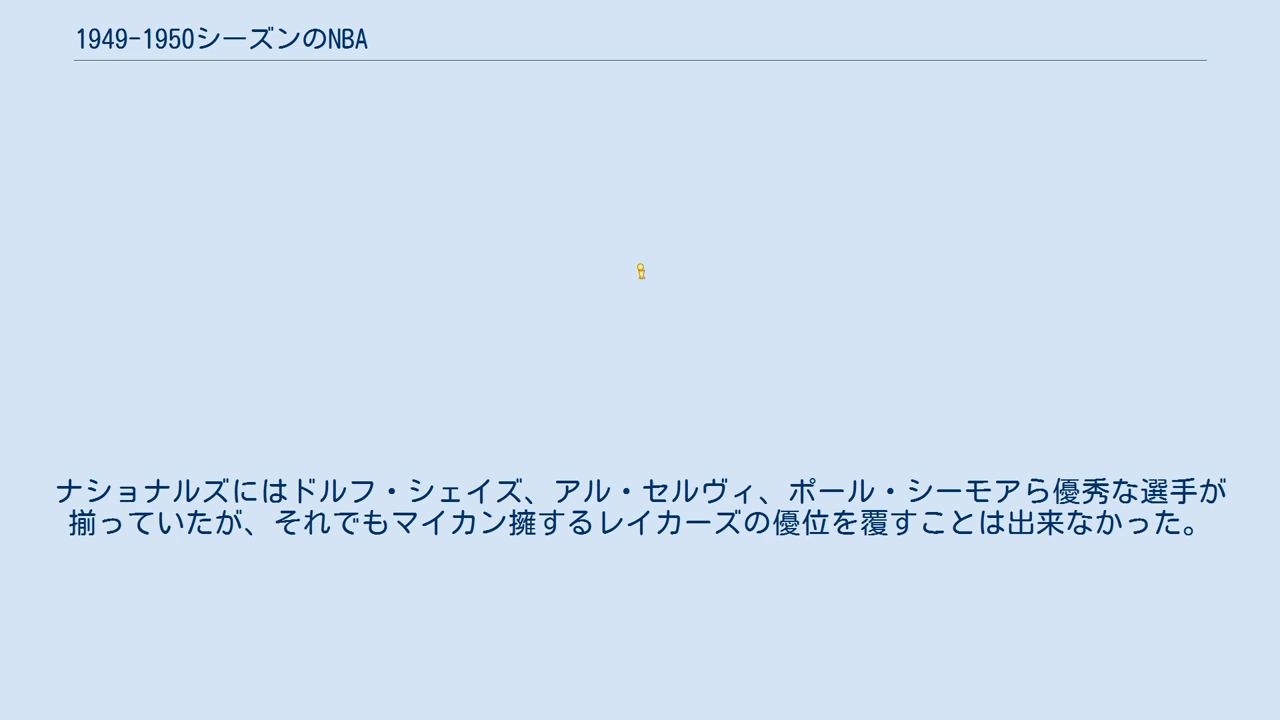 1949-1950シーズンのNBA
ナショナルズにはドルフ・シェイズ、アル・セルヴィ、ポール・シーモアら優秀な選手が
揃っていたが、それでもマイカン擁するレイカーズの優位を覆すことは出来なかった。